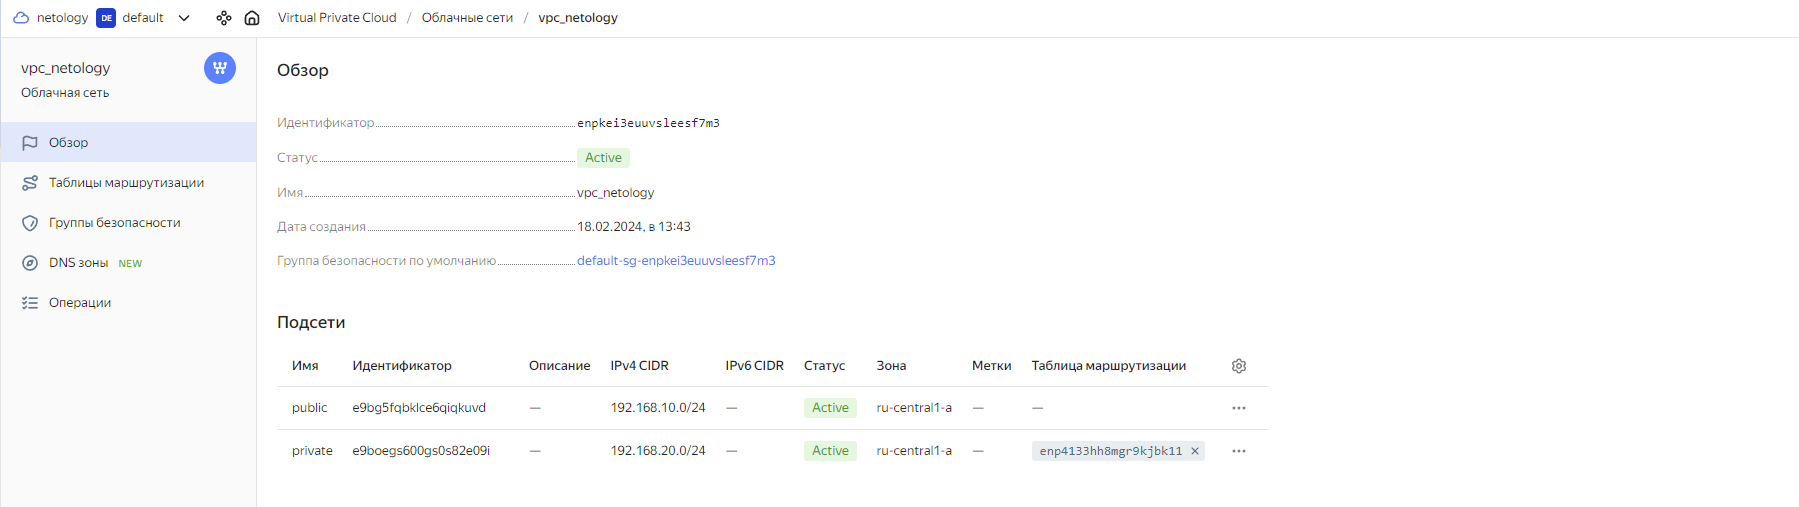 netology DE default Virtual Private Cloud / Облачные сети / vpc_netology
vpc_netology
Облачная сеть
Обзор
Таблицы маршрутизации
Группы безопасности
DNS зоны NEW
Операции
Обзор
Идентификатор enpkei3euuvsleesf7m3
Статус Active
Имя vpc_netology
Дата создания 18.02.2024, в 13:43
Группа безопасности по умолчанию default-sg-enpkei3euuvsleesf7m3
Подсети
Имя Идентификатор Описание IPv4 CIDR IPv6 CIDR Статус Зона Метки Таблица маршрутизации
public e9bg5fqbklce6qiqkuvd — 192.168.10.0/24 — Active ru-central1-a — —
private e9boegs600gs0s82e09i — 192.168.20.0/24 — Active ru-central1-a — enp4133hh8mgr9kjbk11